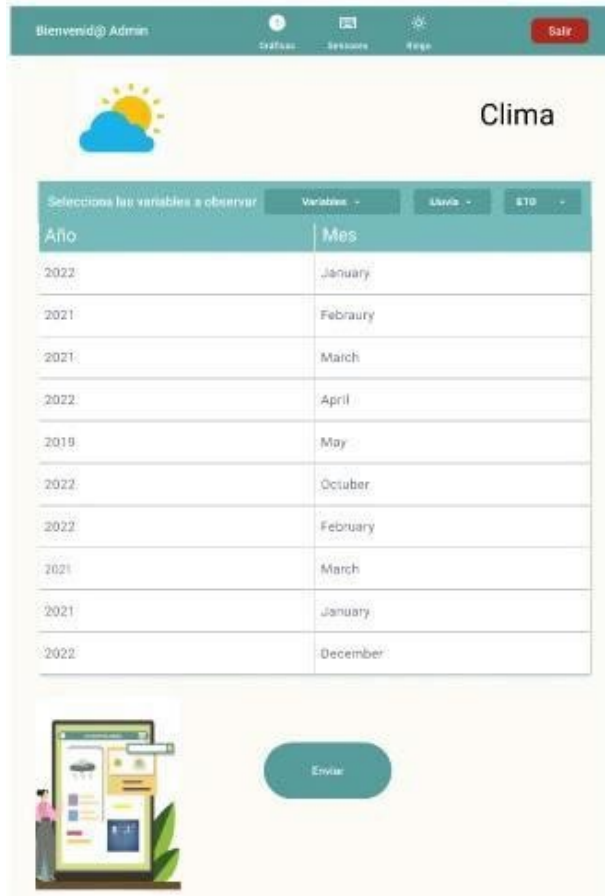 Bienvenid@ Admin
Gráficas Sensores Riego Salir
Clima
Selecciona las variables a observar Variables Lluvia ETO
Año Mes
2022 January
2021 Febraury
2021 March
2022 April
2019 May
2022 Octuber
2022 February
2021 March
2021 January
2022 December
Enviar